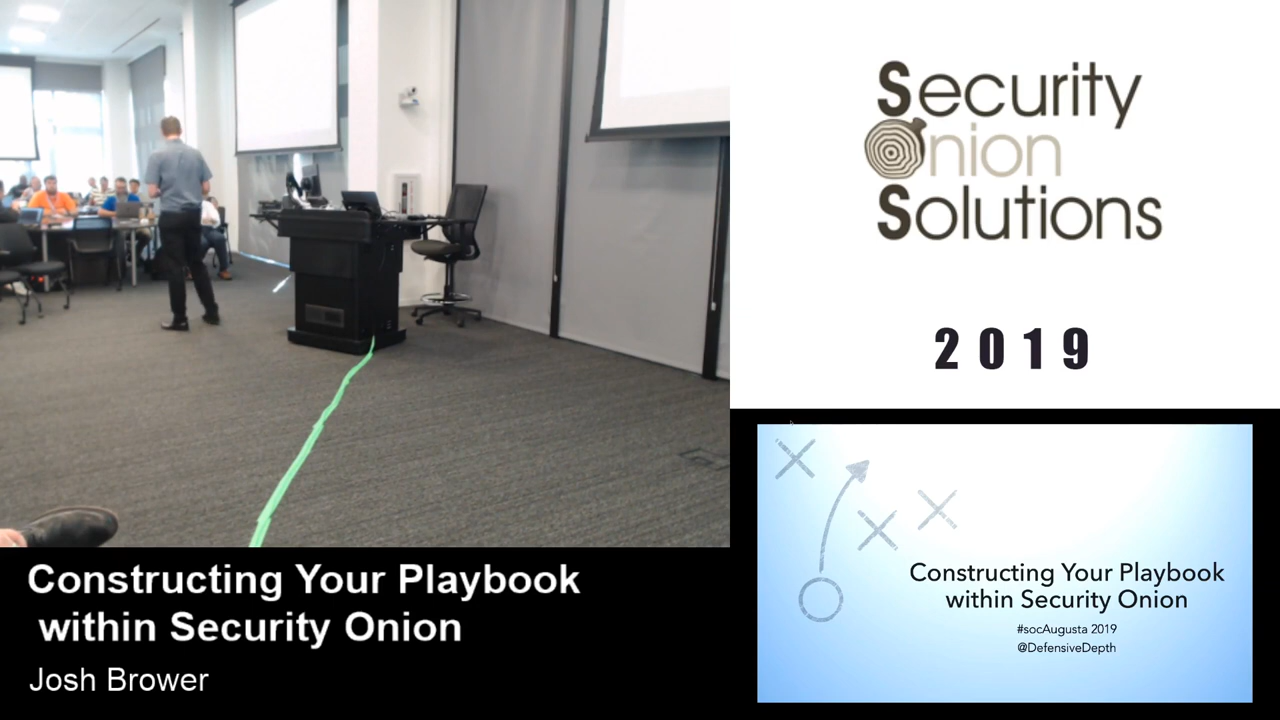 Security
Onion
Solutions
2019
Constructing Your Playbook
within Security Onion
#socAugusta 2019
@DefensiveDepth
Constructing Your Playbook
within Security Onion
Josh Brower